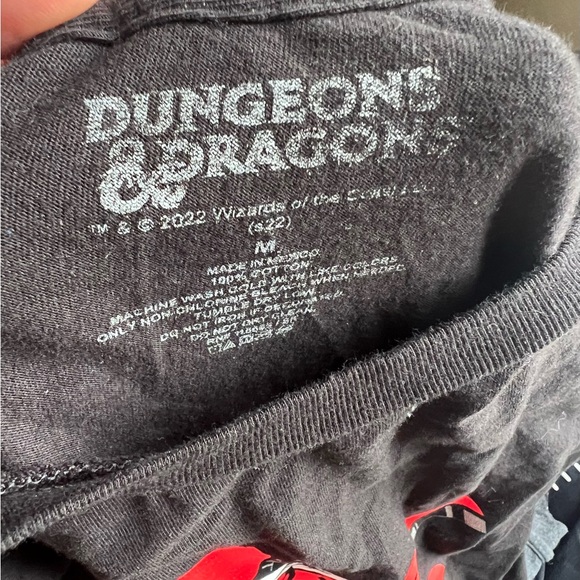 DUNGEONS
& DRAGONS
™ & © 2022 Wizards of the Coast LLC
(s22)
M
MADE IN MEXICO
100% COTTON
MACHINE WASH COLD WITH LIKE COLORS
ONLY NON-CHLORINE BLEACH WHEN NEEDED
TUMBLE DRY LOW
DO NOT IRON IF DECORATED
DO NOT DRY CLEAN
RN#